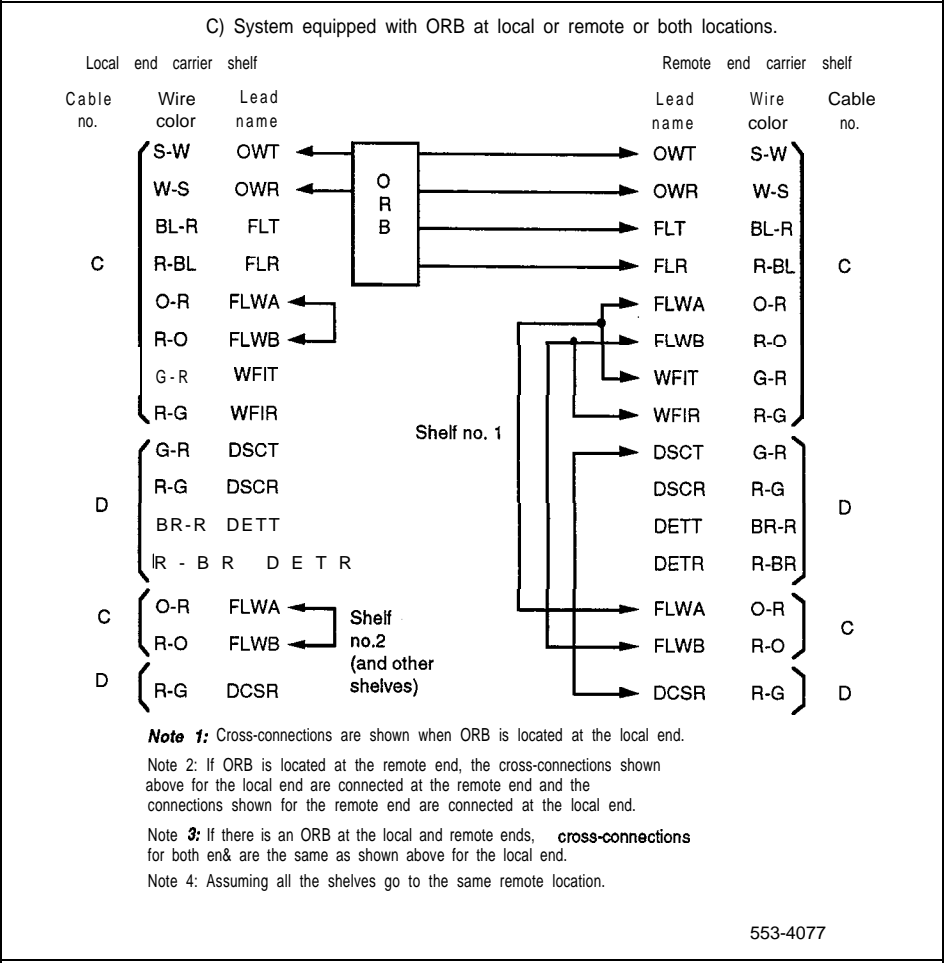 C) System equipped with ORB at local or remote or both locations.
Local end carrier shelf Remote end carrier shelf
Cable Wire Lead Lead Wire Cable
no. color name name color no.
S-W OWT OWT S-W
W-S OWR O R B OWR W-S
BL-R FLT FLT BL-R
C R-BL FLR FLR R-BL C
O-R FLWA FLWA O-R
R-O FLWB FLWB R-O
G-R WFIT WFIT G-R
R-G WFIR WFIR R-G
Shelf no. 1
G-R DSCT DSCT G-R
R-G DSCR DSCR R-G
D D
BR-R DETT DETT BR-R
R-BR DETR DETR R-BR
O-R FLWA FLWA O-R
C Shelf C
R-O FLWB no.2 FLWB R-O
(and other
D R-G DCSR shelves) DCSR R-G D
Note 1: Cross-connections are shown when ORB is located at the local end.
Note 2: If ORB is located at the remote end, the cross-connections shown
above for the local end are connected at the remote end and the
connections shown for the remote end are connected at the local end.
Note 3: If there is an ORB at the local and remote ends, cross-connections
for both en& are the same as shown above for the local end.
Note 4: Assuming all the shelves go to the same remote location.
553-4077